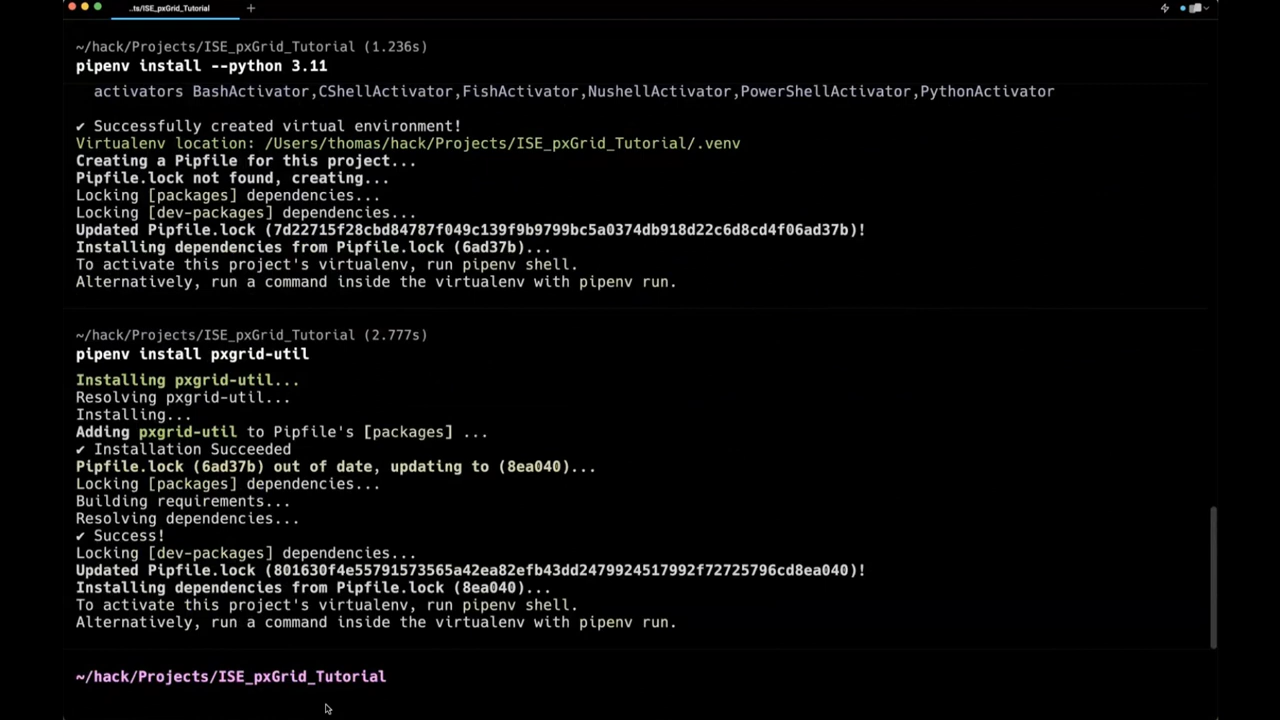 ..ts/ISE_pxGrid_Tutorial
~/hack/Projects/ISE_pxGrid_Tutorial (1.236s)
pipenv install --python 3.11
activators BashActivator,CShellActivator,FishActivator,NushellActivator,PowerShellActivator,PythonActivator
✔ Successfully created virtual environment!
Virtualenv location: /Users/thomas/hack/Projects/ISE_pxGrid_Tutorial/.venv
Creating a Pipfile for this project...
Pipfile.lock not found, creating...
Locking [packages] dependencies...
Locking [dev-packages] dependencies...
Updated Pipfile.lock (7d22715f28cbd84787f049c139f9b9799bc5a0374db918d22c6d8cd4f06ad37b)!
Installing dependencies from Pipfile.lock (6ad37b)...
To activate this project's virtualenv, run pipenv shell.
Alternatively, run a command inside the virtualenv with pipenv run.
~/hack/Projects/ISE_pxGrid_Tutorial (2.777s)
pipenv install pxgrid-util
Installing pxgrid-util...
Resolving pxgrid-util...
Installing...
Adding pxgrid-util to Pipfile's [packages] ...
✔ Installation Succeeded
Pipfile.lock (6ad37b) out of date, updating to (8ea040)...
Locking [packages] dependencies...
Building requirements...
Resolving dependencies...
✔ Success!
Locking [dev-packages] dependencies...
Updated Pipfile.lock (801630f4e55791573565a42ea82efb43dd2479924517992f72725796cd8ea040)!
Installing dependencies from Pipfile.lock (8ea040)...
To activate this project's virtualenv, run pipenv shell.
Alternatively, run a command inside the virtualenv with pipenv run.
~/hack/Projects/ISE_pxGrid_Tutorial